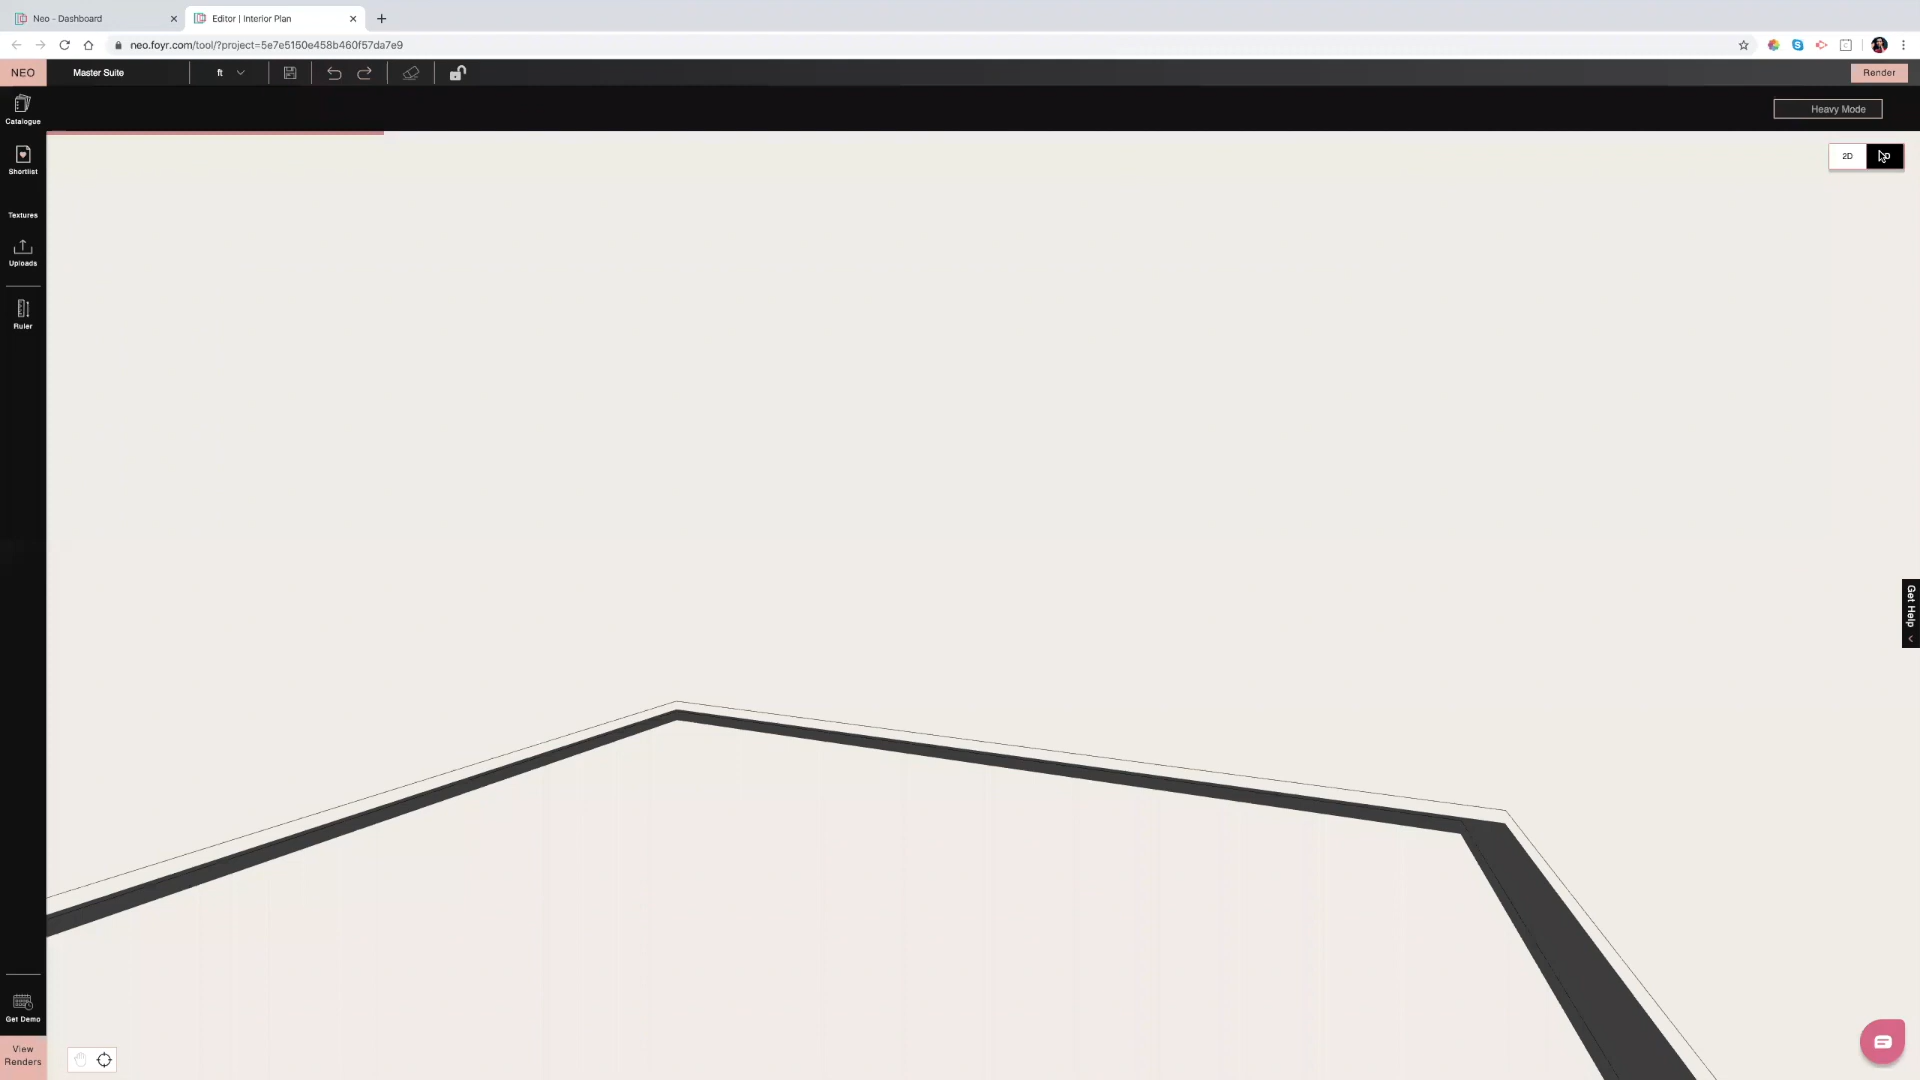 Neo - Dashboard
Editor | Interior Plan
neo.foyr.com/tool/?project=5e7e5150e458b460f57da7e9
NEO
Master Suite
ft
Render
Catalogue
Heavy Mode
2D
Shortlist
Textures
Uploads
Ruler
Get Help
Get Demo
View
Renders